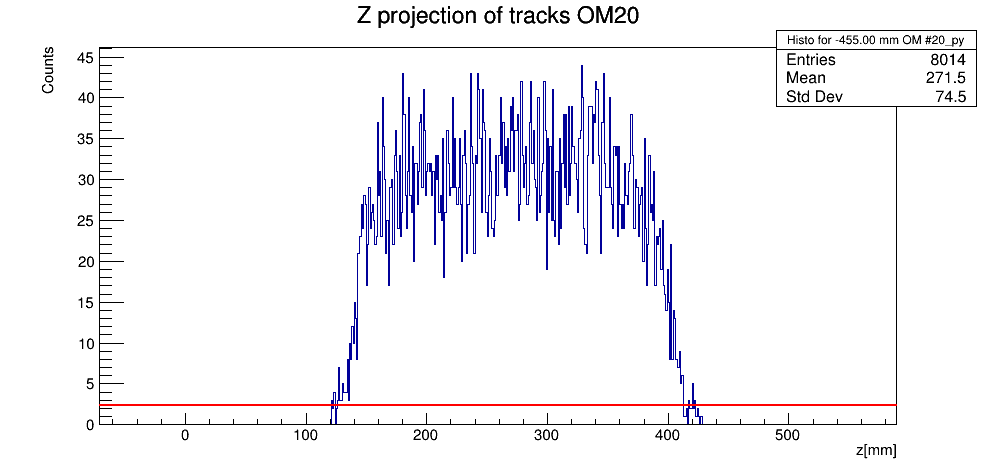 Z projection of tracks OM20
Histo for -455.00 mm OM #20_py
Entries 8014
Mean 271.5
Std Dev 74.5
Counts
45
40
35
30
25
20
15
10
5
0
0 100 200 300 400 500
z[mm]